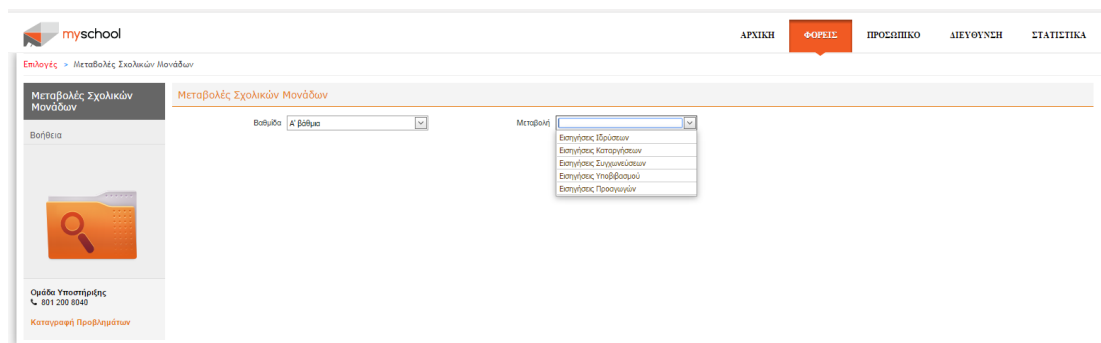 myschool
ΑΡΧΙΚΗ ΦΟΡΕΙΣ ΠΡΟΣΩΠΙΚΟ ΔΙΕΥΘΥΝΣΗ ΣΤΑΤΙΣΤΙΚΑ
Επιλογές > Μεταβολές Σχολικών Μονάδων
Μεταβολές Σχολικών
Μονάδων
Βοήθεια
Ομάδα Υποστήριξης
801 200 8040
Καταγραφή Προβλημάτων
Μεταβολές Σχολικών Μονάδων
Βαθμίδα Α' βάθμια Μεταβολή
Εισηγήσεις Ιδρύσεων
Εισηγήσεις Καταργήσεων
Εισηγήσεις Συγχωνεύσεων
Εισηγήσεις Υποβιβασμού
Εισηγήσεις Προαγωγών